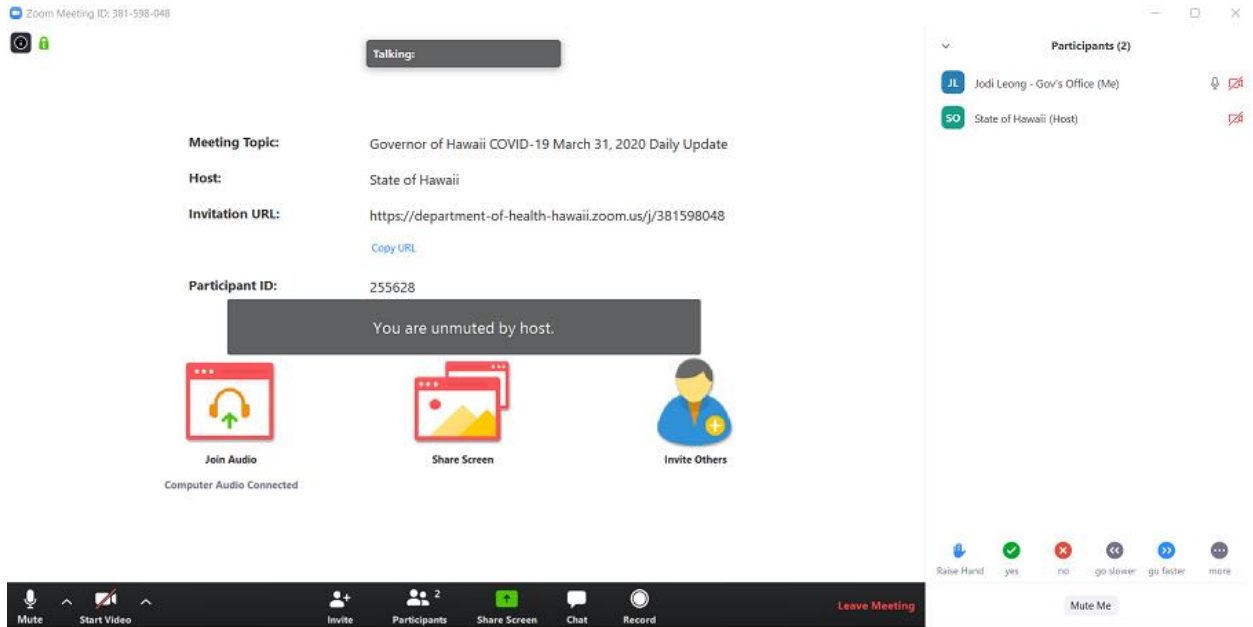 Zoom Meeting ID: 381-598-048
Talking:
Meeting Topic: Governor of Hawaii COVID-19 March 31, 2020 Daily Update
Host: State of Hawaii
Invitation URL: https://department-of-health-hawaii.zoom.us/j/381598048
Copy URL
Participant ID: 255628
You are unmuted by host.
Join Audio Share Screen Invite Others
Computer Audio Connected
Mute Start Video Invite Participants 2 Share Screen Chat Record Leave Meeting
Participants (2)
JL Jodi Leong - Gov's Office (Me)
SO State of Hawaii (Host)
Raise Hand yes no go slower go faster more
Mute Me